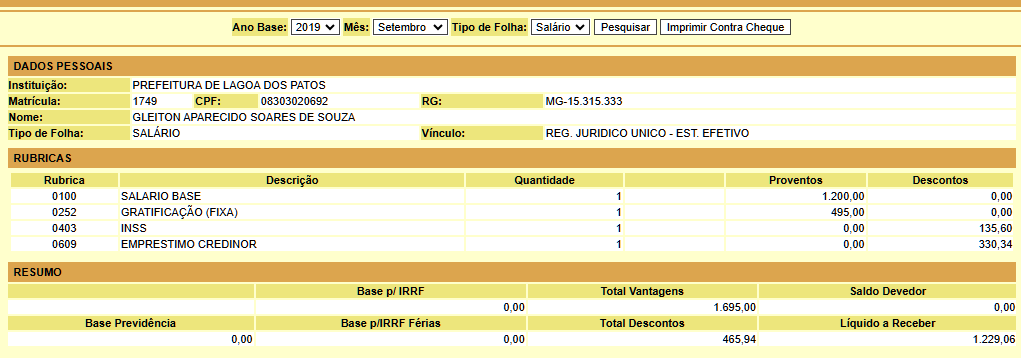 Ano Base: 2019 Mês: Setembro Tipo de Folha: Salário Pesquisar Imprimir Contra Cheque
DADOS PESSOAIS
Instituição: PREFEITURA DE LAGOA DOS PATOS
Matrícula: 1749 CPF: 08303020692 RG: MG-15.315.333
Nome: GLEITON APARECIDO SOARES DE SOUZA
Tipo de Folha: SALÁRIO Vínculo: REG. JURIDICO UNICO - EST. EFETIVO
RUBRICAS
Rubrica Descrição Quantidade Proventos Descontos
0100 SALARIO BASE 1 1.200,00 0,00
0252 GRATIFICAÇÃO (FIXA) 1 495,00 0,00
0403 INSS 1 0,00 135,60
0609 EMPRESTIMO CREDINOR 1 0,00 330,34
RESUMO
Base p/ IRRF Total Vantagens Saldo Devedor
0,00 1.695,00 0,00
Base Previdência Base p/IRRF Férias Total Descontos Líquido a Receber
0,00 0,00 465,94 1.229,06